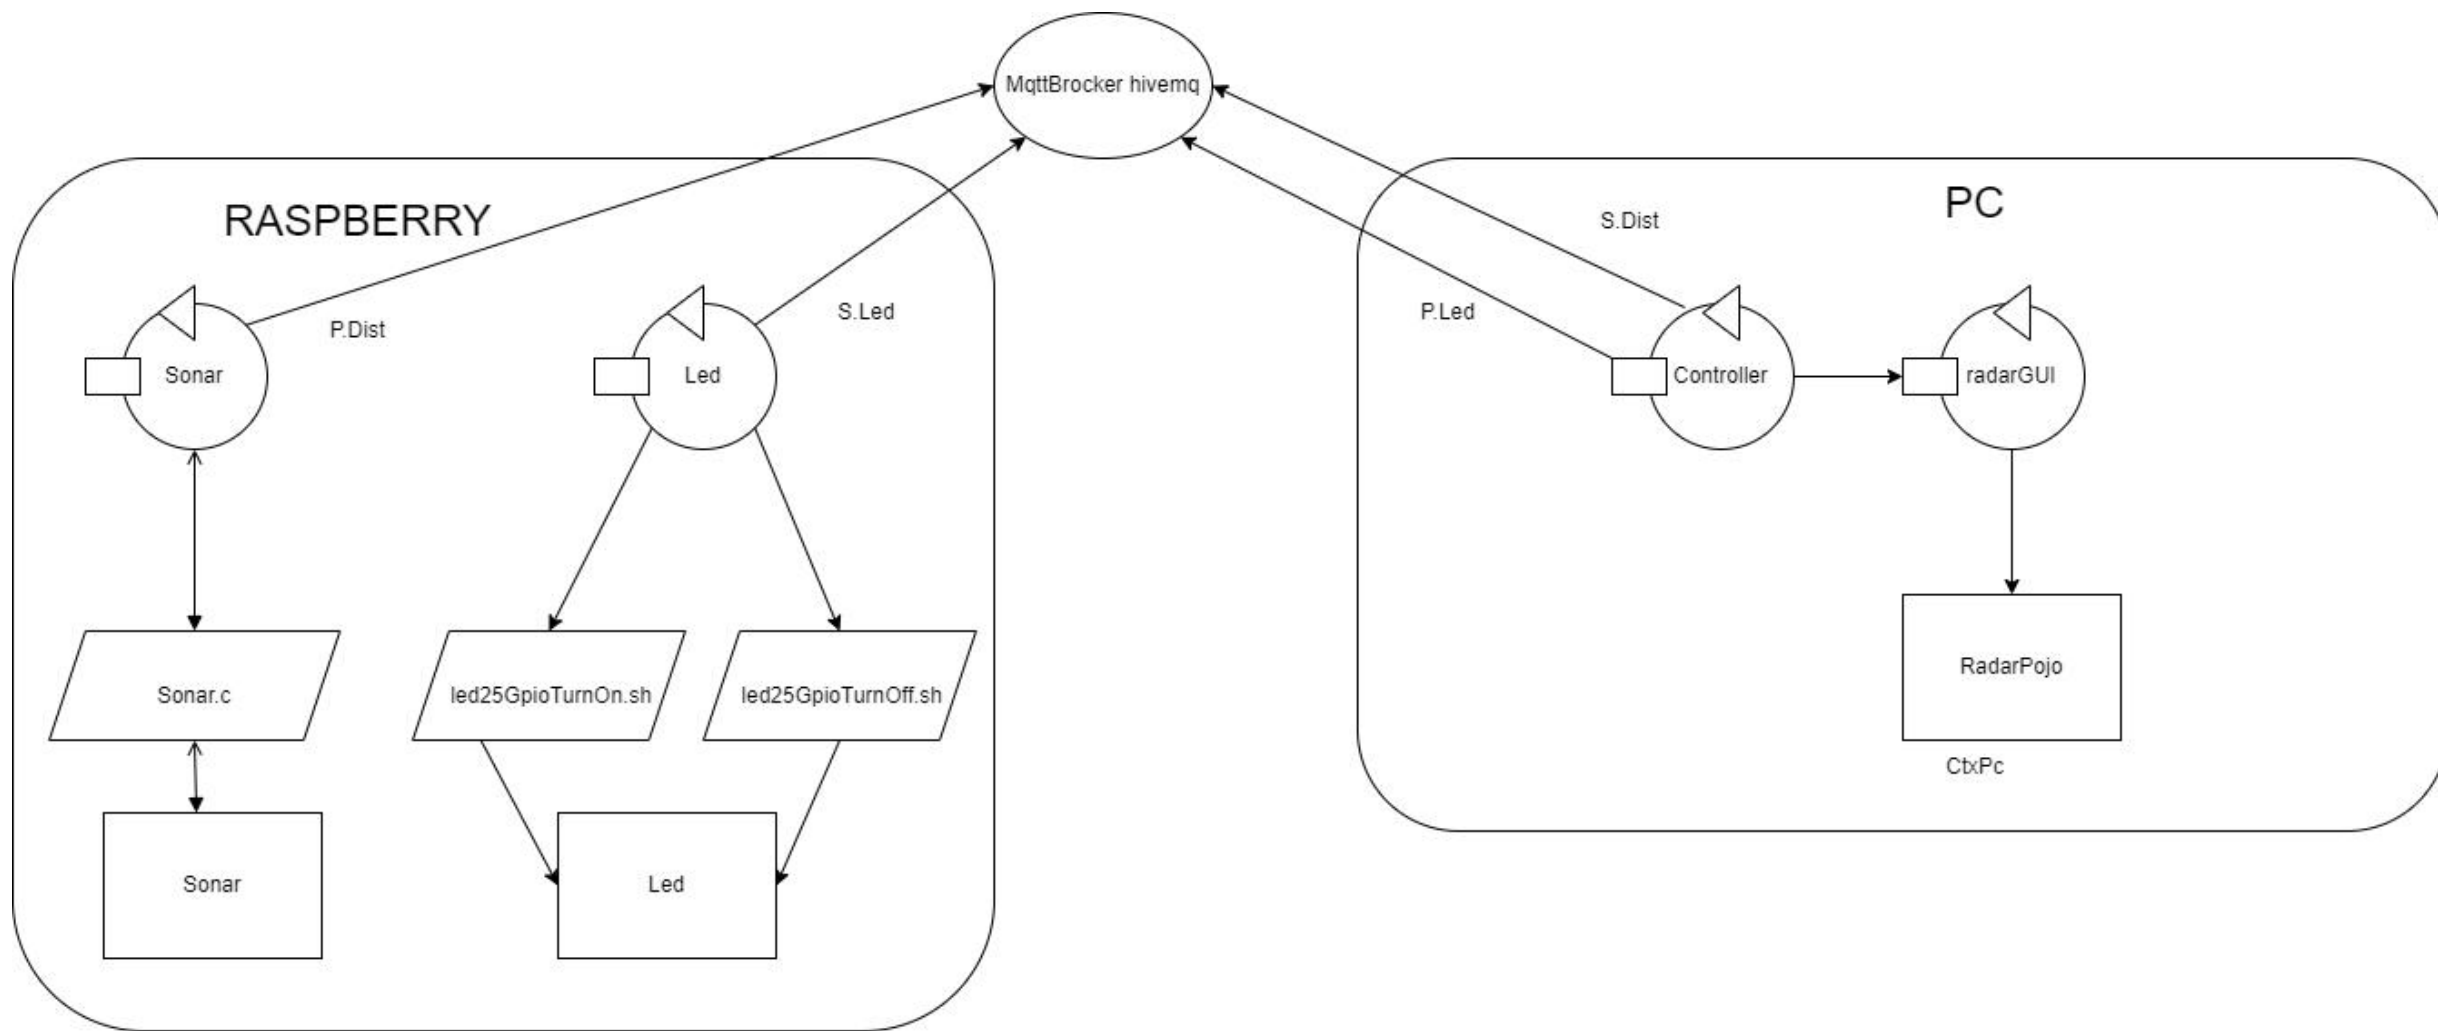 MqttBrocker hivemq
RASPBERRY
PC
S.Dist
P.Dist
S.Led
P.Led
Sonar
Led
Controller
radarGUI
Sonar.c
led25GpioTurnOn.sh
led25GpioTurnOff.sh
RadarPojo
CtxPc
Sonar
Led